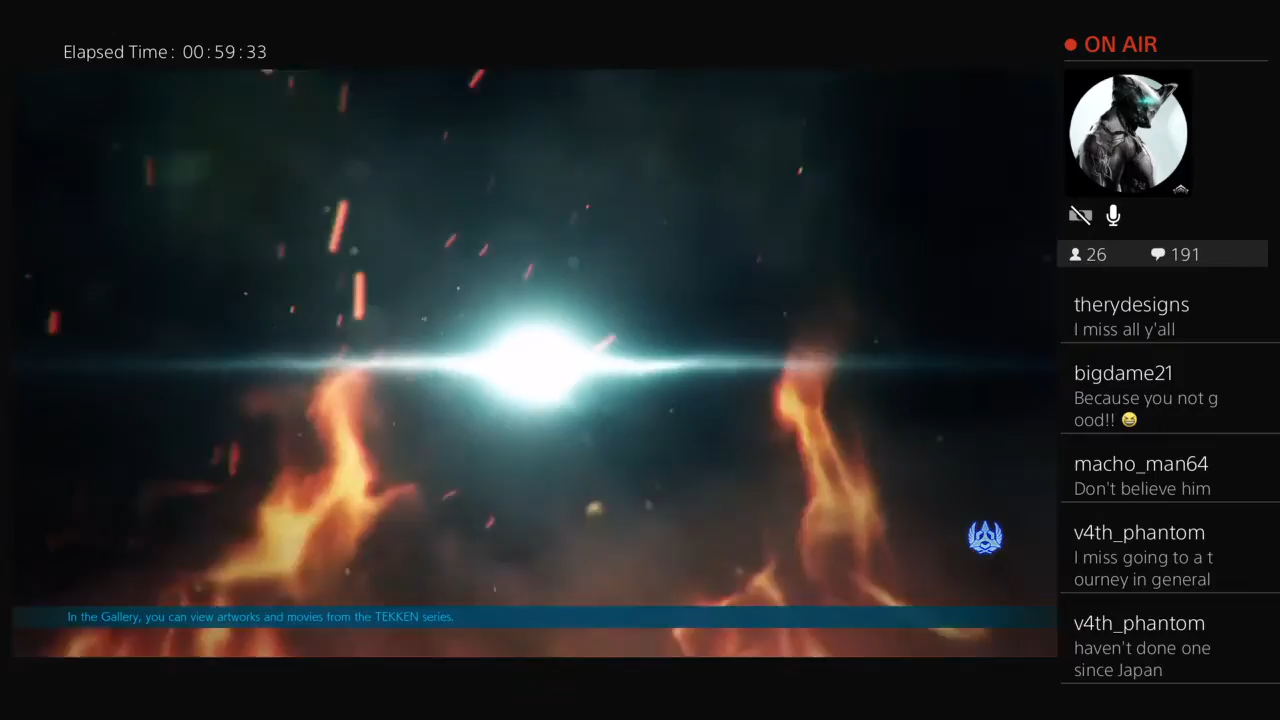 Elapsed Time: 00:59:33
ON AIR
26
191
therydesigns
I miss all y'all
bigdame21
Because you not g
ood!! 😆
macho_man64
Don't believe him
v4th_phantom
I miss going to a t
ourney in general
v4th_phantom
haven't done one
since Japan
In the Gallery, you can view artworks and movies from the TEKKEN series.